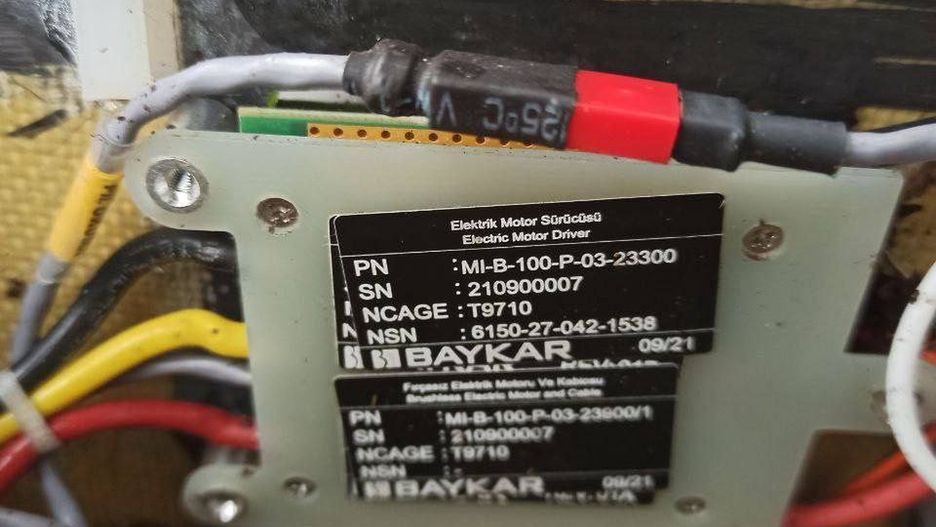 25°C V
Elektrik Motor Sürücüsü
Electric Motor Driver
PN : MI-B-100-P-03-23300
SN : 210900007
NCAGE : T9710
NSN : 6150-27-042-1538
BAYKAR 09/21
Fırçasız Elektrik Motoru Ve Kablosu
Brushless Electric Motor and Cable
PN : MI-B-100-P-03-23900/1
SN : 210900007
NCAGE : T9710
NSN : -
BAYKAR 09/21